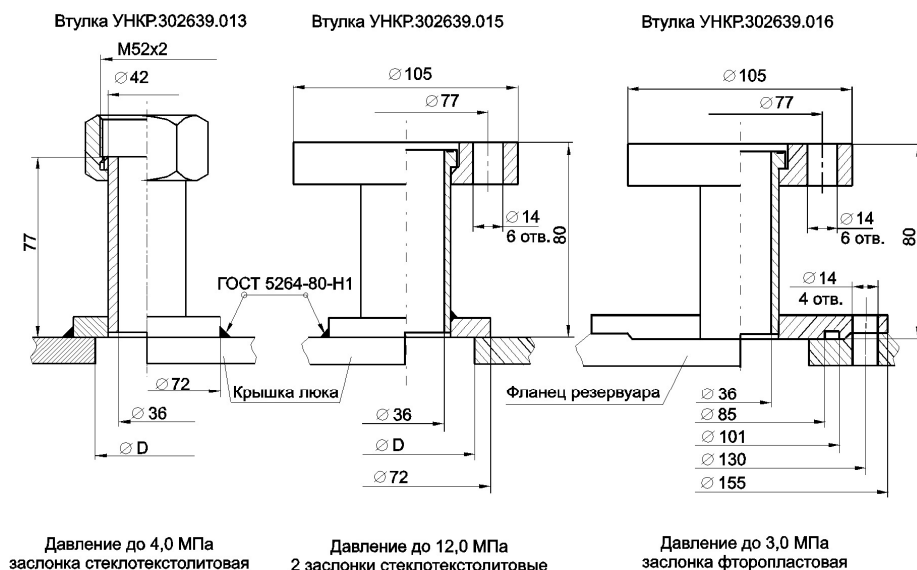 Втулка УНКР.302639.013
Втулка УНКР.302639.015
Втулка УНКР.302639.016
М52х2
∅ 42
77
∅ 72
∅ 36
∅ D
ГОСТ 5264-80-Н1
Крышка люка
∅ 105
∅ 77
∅ 14
6 отв.
80
∅ 36
∅ D
∅ 72
∅ 105
∅ 77
∅ 14
6 отв.
80
∅ 14
4 отв.
Фланец резервуара
∅ 36
∅ 85
∅ 101
∅ 130
∅ 155
Давление до 4,0 МПа
заслонка стеклотекстолитовая
Давление до 12,0 МПа
2 заслонки стеклотекстолитовые
Давление до 3,0 МПа
заслонка фторопластовая